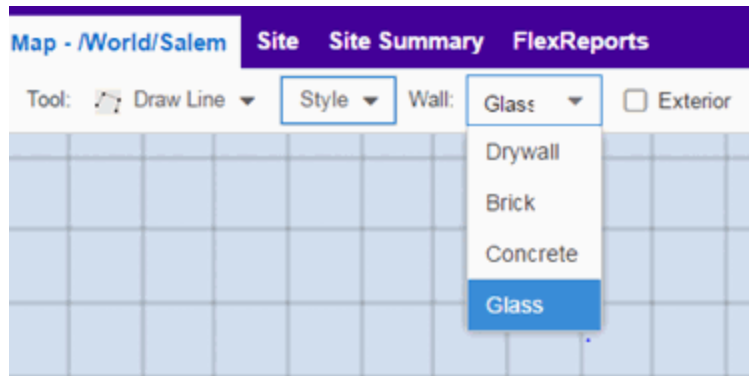 Map - /World/Salem Site Site Summary FlexReports
Tool: Draw Line Style Wall: Glass Exterior
Drywall
Brick
Concrete
Glass